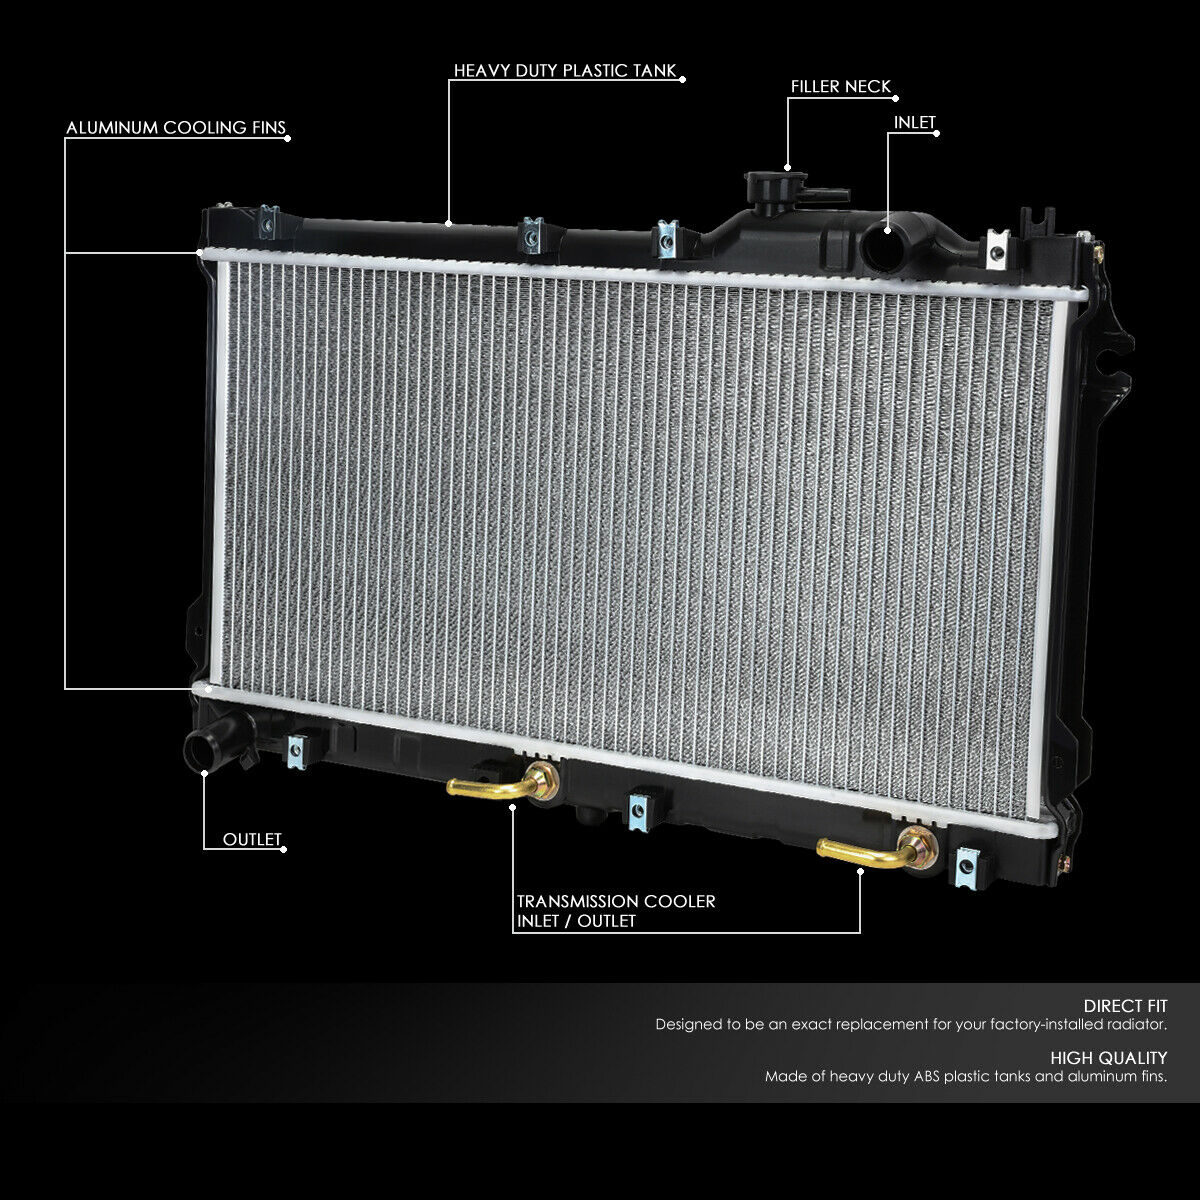 HEAVY DUTY PLASTIC TANK
FILLER NECK
INLET
ALUMINUM COOLING FINS
OUTLET
TRANSMISSION COOLER
INLET / OUTLET
DIRECT FIT
Designed to be an exact replacement for your factory-installed radiator.
HIGH QUALITY
Made of heavy duty ABS plastic tanks and aluminum fins.